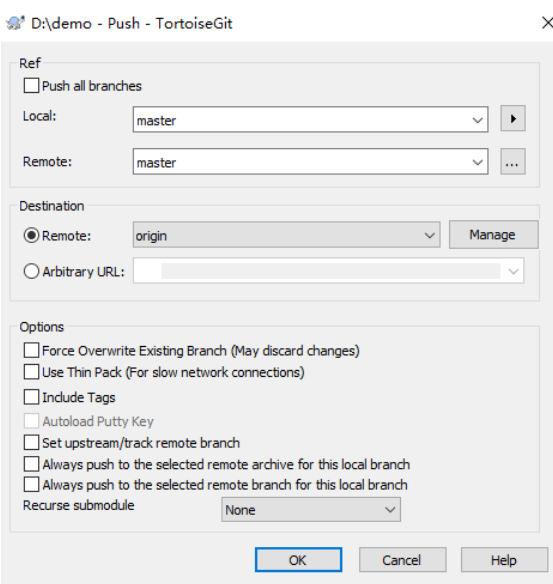 D:\demo - Push - TortoiseGit
Ref
Push all branches
Local:
master
Remote:
master
...
Destination
Remote:
origin
Manage
Arbitrary URL:
Options
Force Overwrite Existing Branch (May discard changes)
Use Thin Pack (For slow network connections)
Include Tags
Autoload Putty Key
Set upstream/track remote branch
Always push to the selected remote archive for this local branch
Always push to the selected remote branch for this local branch
Recurse submodule
None
OK
Cancel
Help